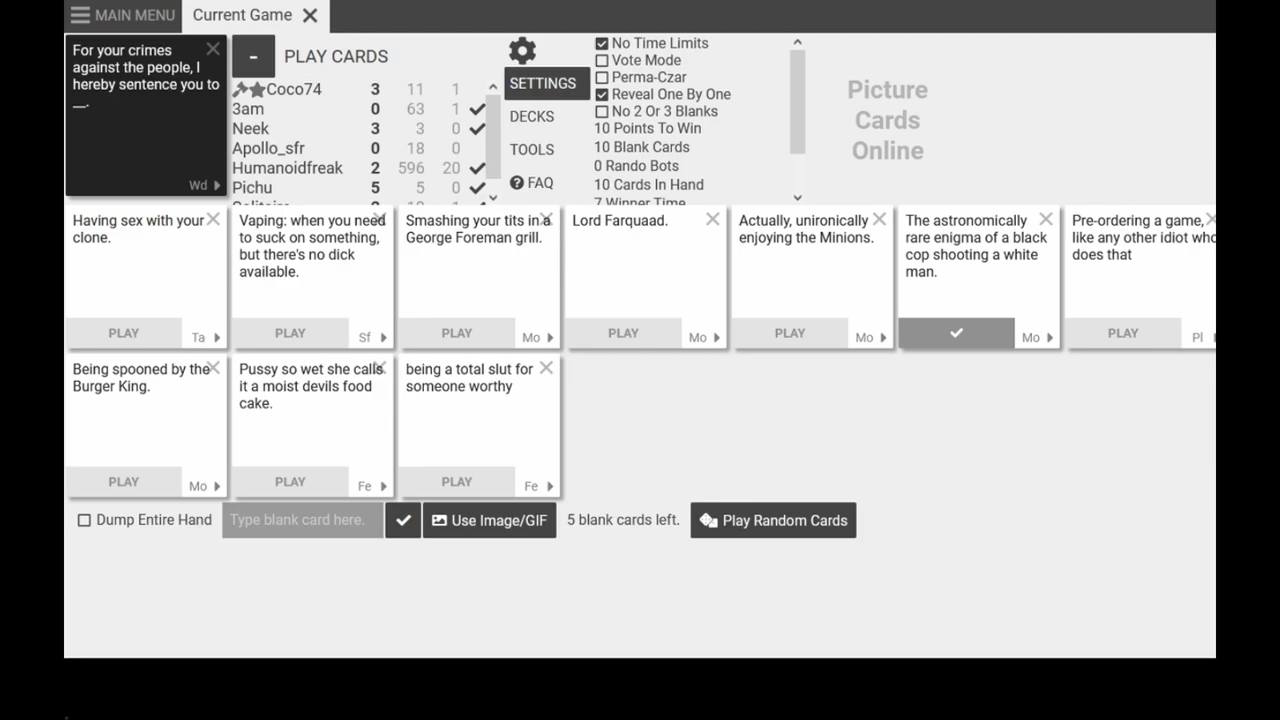 MAIN MENU
Current Game
For your crimes
against the people, I
hereby sentence you to
__.
Wd
-
PLAY CARDS
Coco74 3 11 1
3am 0 63 1
Neek 3 3 0
Apollo_sfr 0 18 0
Humanoidfreak 2 596 20
Pichu 5 5 0
SETTINGS
DECKS
TOOLS
FAQ
No Time Limits
Vote Mode
Perma-Czar
Reveal One By One
No 2 Or 3 Blanks
10 Points To Win
10 Blank Cards
0 Rando Bots
10 Cards In Hand
7 Winner Time
Picture
Cards
Online
Having sex with your
clone.
PLAY
Ta
Vaping: when you need
to suck on something,
but there's no dick
available.
PLAY
Sf
Smashing your tits in a
George Foreman grill.
PLAY
Mo
Lord Farquaad.
PLAY
Mo
Actually, unironically
enjoying the Minions.
PLAY
Mo
The astronomically
rare enigma of a black
cop shooting a white
man.
Mo
Pre-ordering a game,
like any other idiot who
does that
PLAY
Pl
Being spooned by the
Burger King.
PLAY
Mo
Pussy so wet she calls
it a moist devils food
cake.
PLAY
Fe
being a total slut for
someone worthy
PLAY
Fe
Dump Entire Hand
Type blank card here.
Use Image/GIF
5 blank cards left.
Play Random Cards